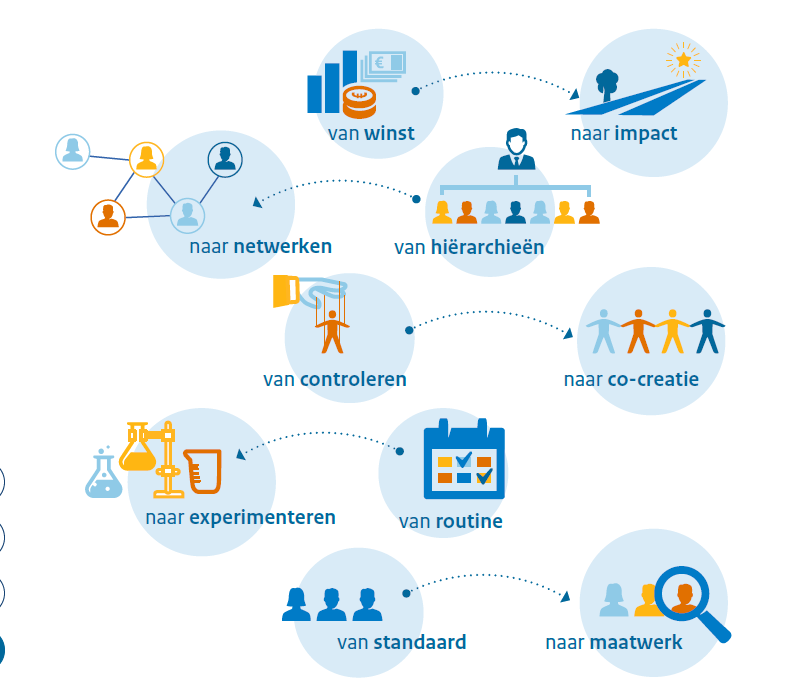 van winst
naar impact
naar netwerken
van hiërarchieën
van controleren
naar co-creatie
naar experimenteren
van routine
van standaard
naar maatwerk